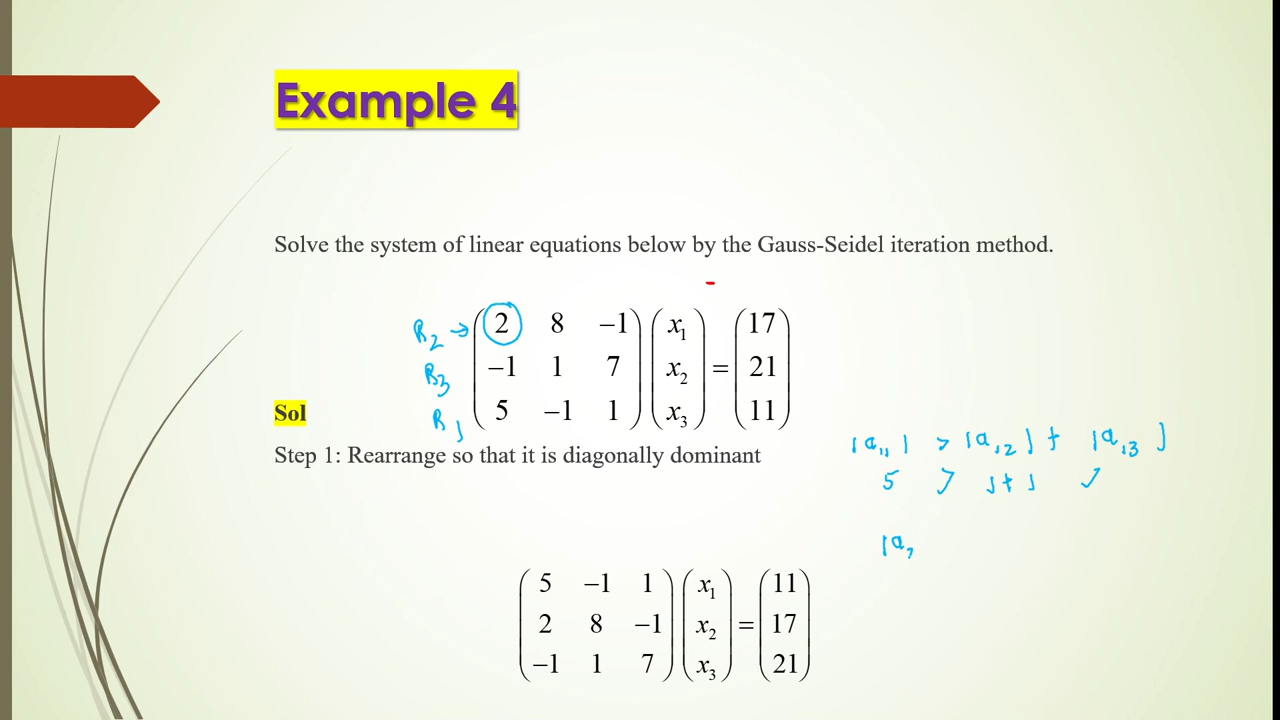 Example 4
Solve the system of linear equations below by the Gauss-Seidel iteration method.
R₂ → ( 2 8 −1 ) ( x₁ ) = ( 17 )
R₃ ( −1 1 7 ) ( x₂ ) = ( 21 )
R₁ ( 5 −1 1 ) ( x₃ ) ( 11 )
Sol
Step 1: Rearrange so that it is diagonally dominant
|a₁₁| > |a₁₂| + |a₁₃|
5 > 1+1 ✓
|a₂
( 5 −1 1 ) ( x₁ ) ( 11 )
( 2 8 −1 ) ( x₂ ) = ( 17 )
( −1 1 7 ) ( x₃ ) ( 21 )